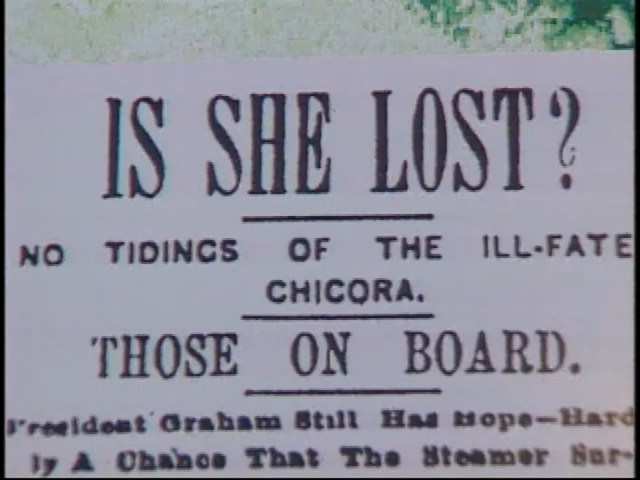 IS SHE LOST?
NO TIDINGS OF THE ILL-FATE
CHICORA.
THOSE ON BOARD.
President Graham Still Has Hope—Hard
ly A Chance That The Steamer Sur-